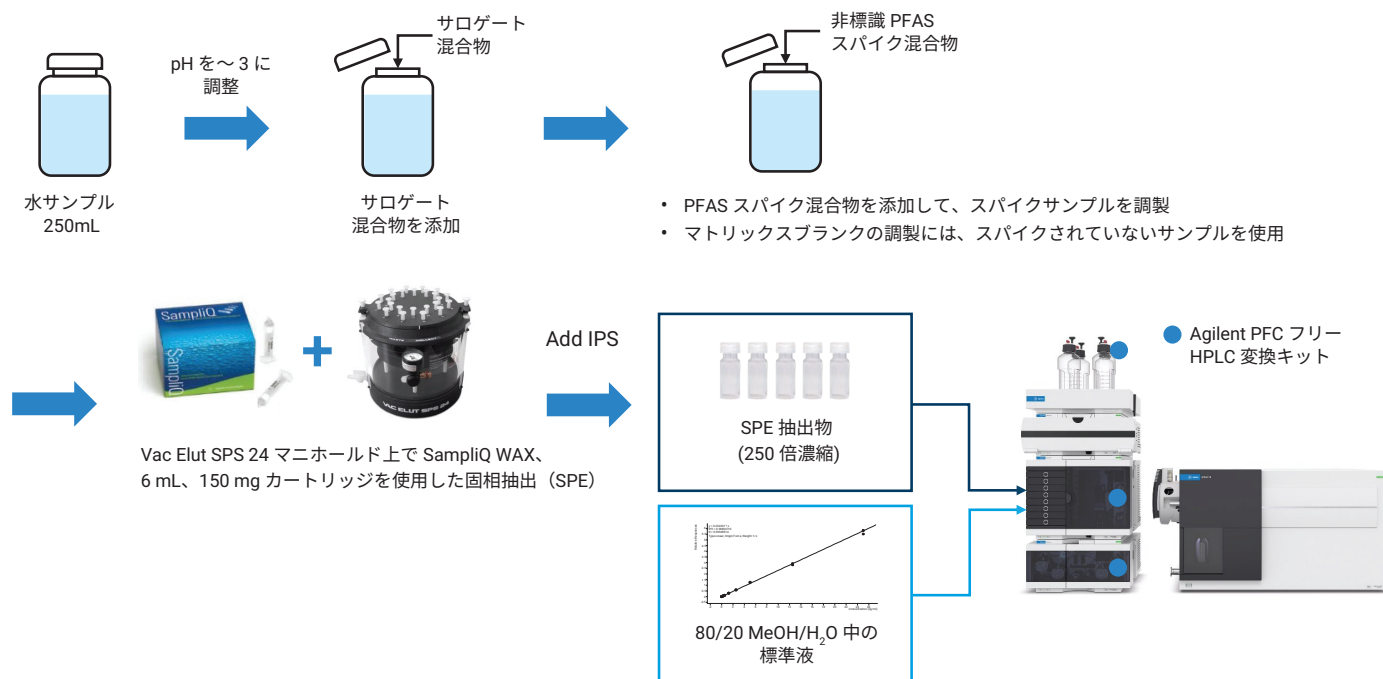 サロゲート
混合物
非標識 PFAS
スパイク混合物
pH を～ 3 に
調整
水サンプル
250mL
サロゲート
混合物を添加
• PFAS スパイク混合物を添加して、スパイクサンプルを調製
• マトリックスブランクの調製には、スパイクされていないサンプルを使用
SampliQ
SampliQ
VAC ELUT SPS 24
Vac Elut SPS 24 マニホールド上で SampliQ WAX、
6 mL、150 mg カートリッジを使用した固相抽出（SPE）
Add IPS
SPE 抽出物
(250 倍濃縮)
80/20 MeOH/H₂O 中の
標準液
Agilent PFC フリー
HPLC 変換キット